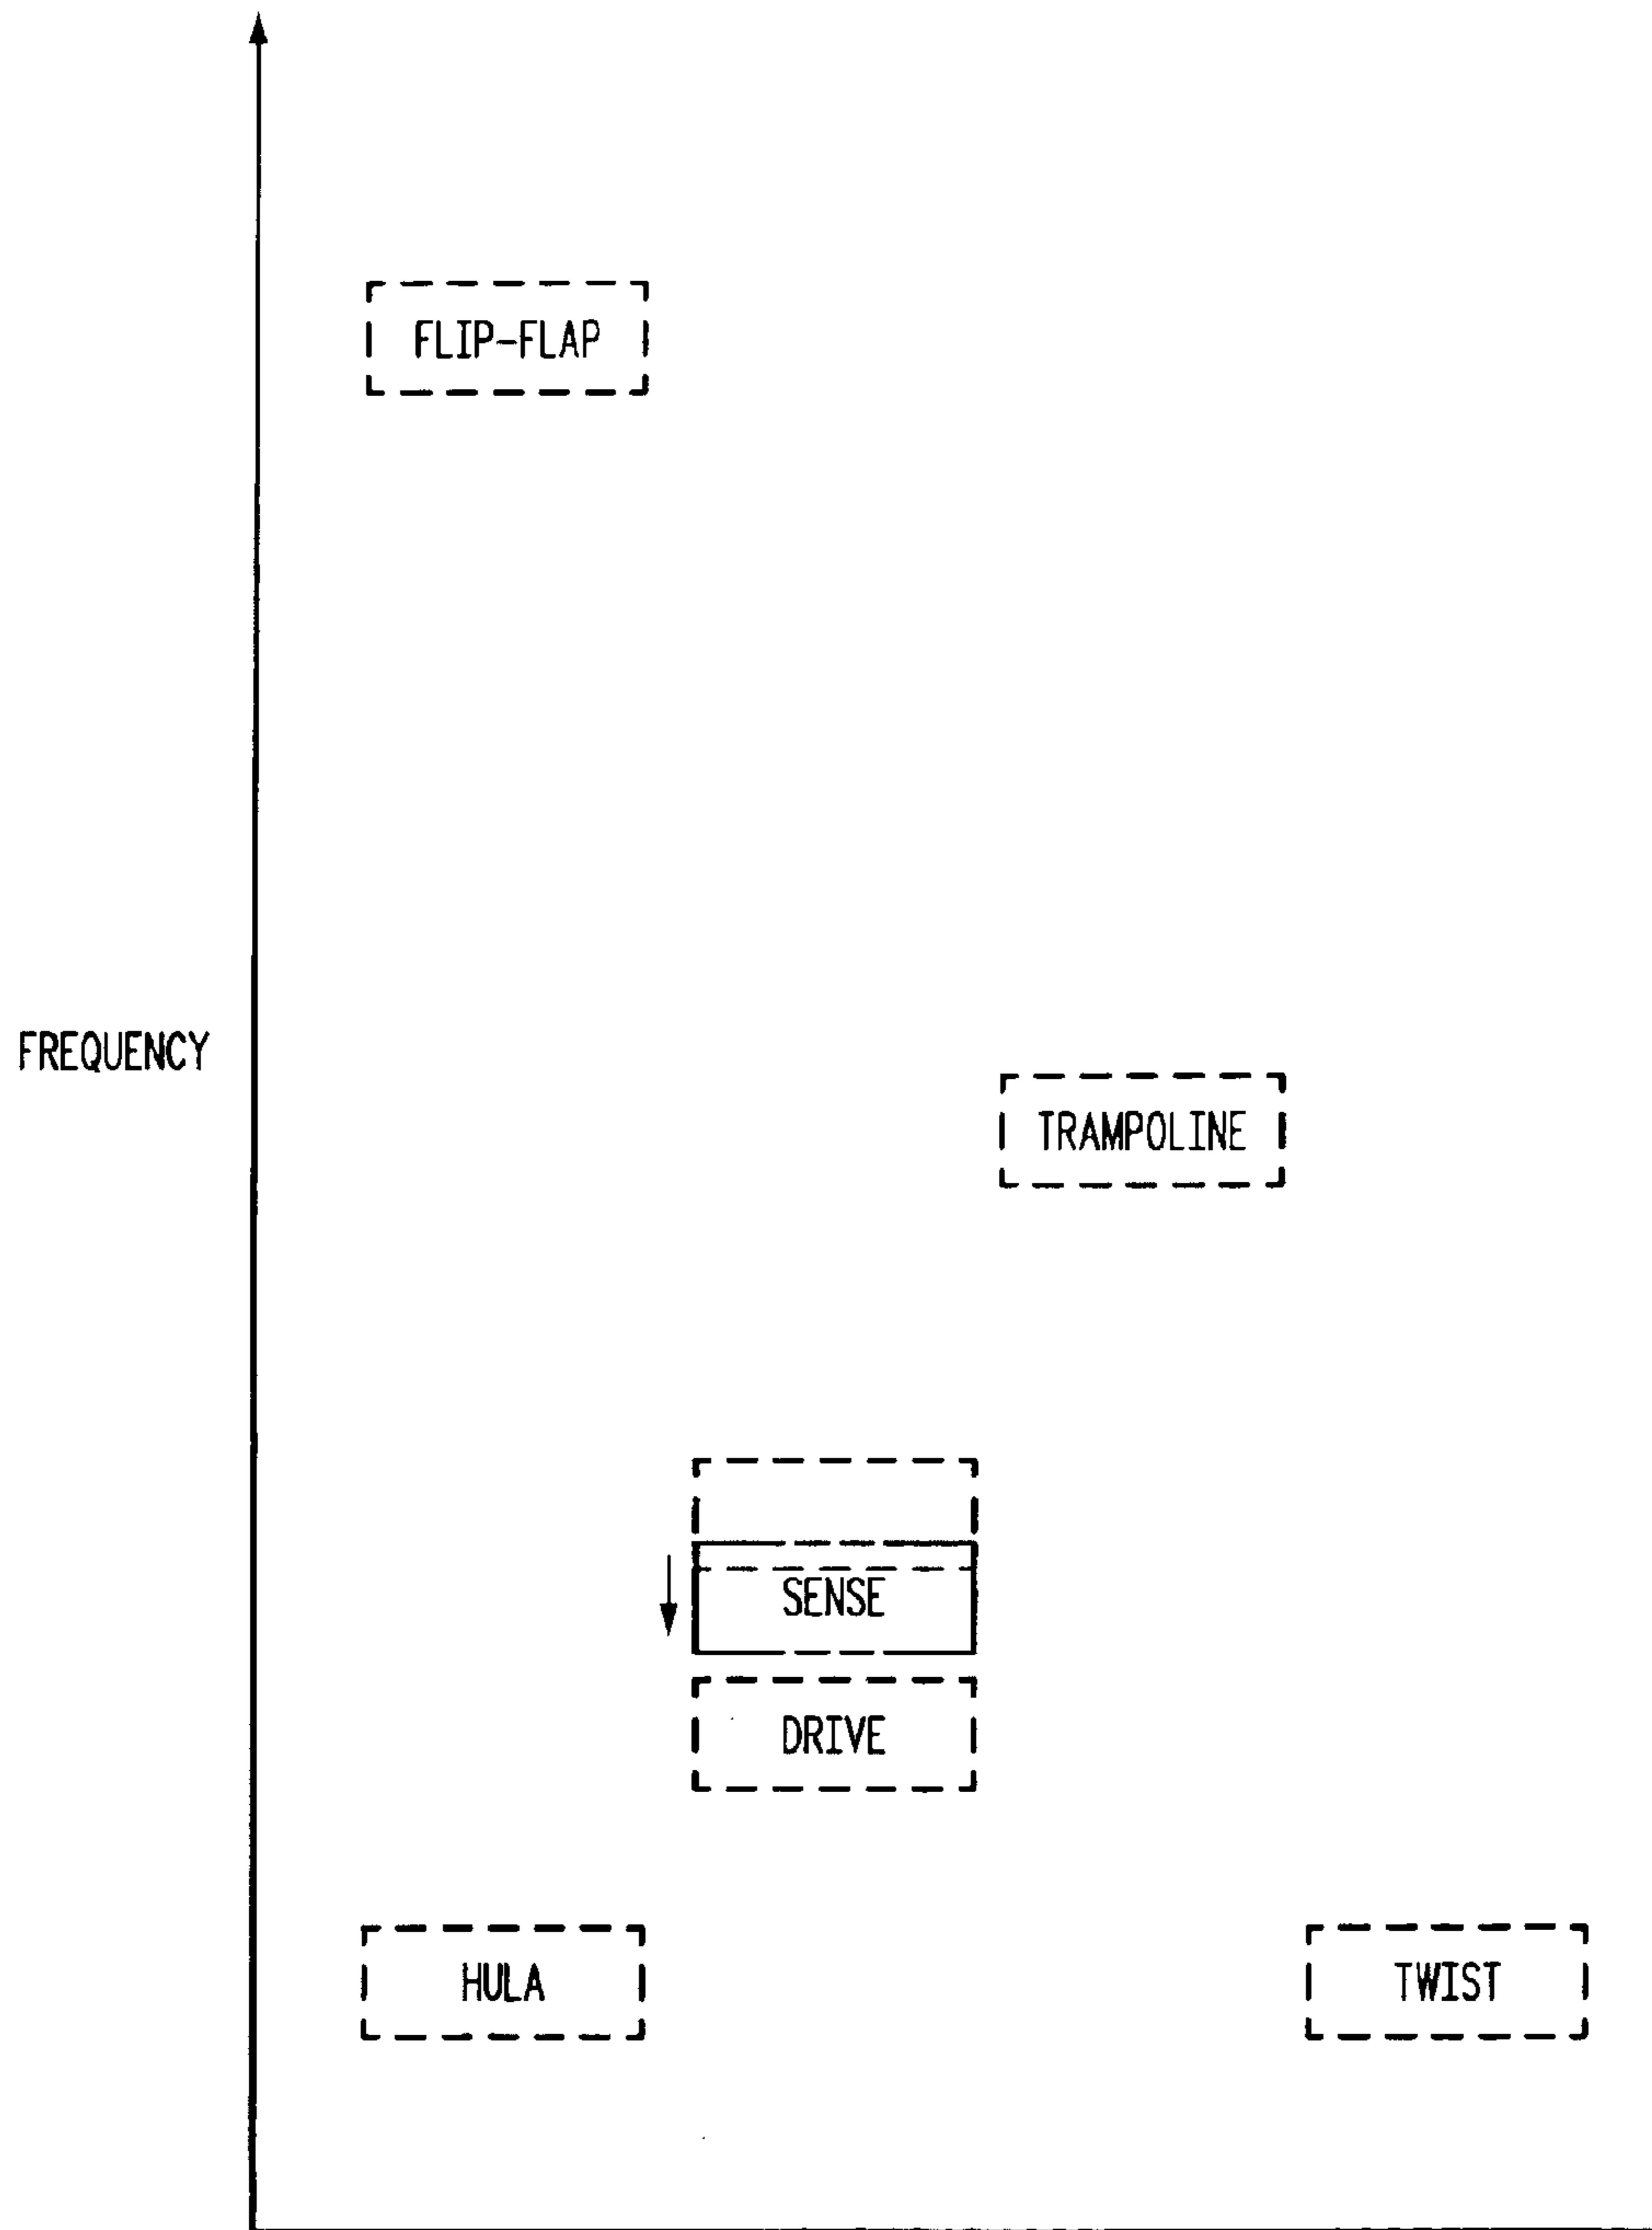 FLIP-FLAP
FREQUENCY
TRAMPOLINE
SENSE
DRIVE
HULA
TWIST